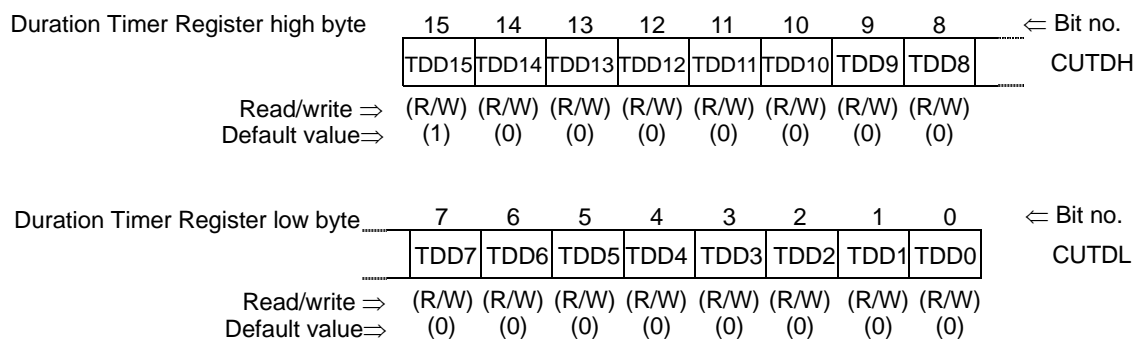 Duration Timer Register high byte 15 14 13 12 11 10 9 8 ⇐ Bit no.
TDD15 TDD14 TDD13 TDD12 TDD11 TDD10 TDD9 TDD8 CUTDH
Read/write ⇒ (R/W) (R/W) (R/W) (R/W) (R/W) (R/W) (R/W) (R/W)
Default value⇒ (1) (0) (0) (0) (0) (0) (0) (0)
Duration Timer Register low byte 7 6 5 4 3 2 1 0 ⇐ Bit no.
TDD7 TDD6 TDD5 TDD4 TDD3 TDD2 TDD1 TDD0 CUTDL
Read/write ⇒ (R/W) (R/W) (R/W) (R/W) (R/W) (R/W) (R/W) (R/W)
Default value⇒ (0) (0) (0) (0) (0) (0) (0) (0)